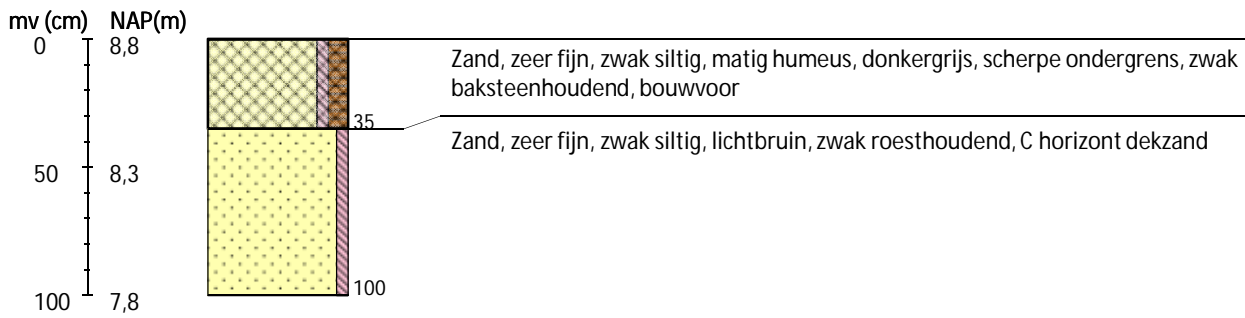 mv (cm) NAP(m)
0 8,8
Zand, zeer fijn, zwak siltig, matig humeus, donkergrijs, scherpe ondergrens, zwak
baksteenhoudend, bouwvoor
35
Zand, zeer fijn, zwak siltig, lichtbruin, zwak roesthoudend, C horizont dekzand
50 8,3
100
100 7,8